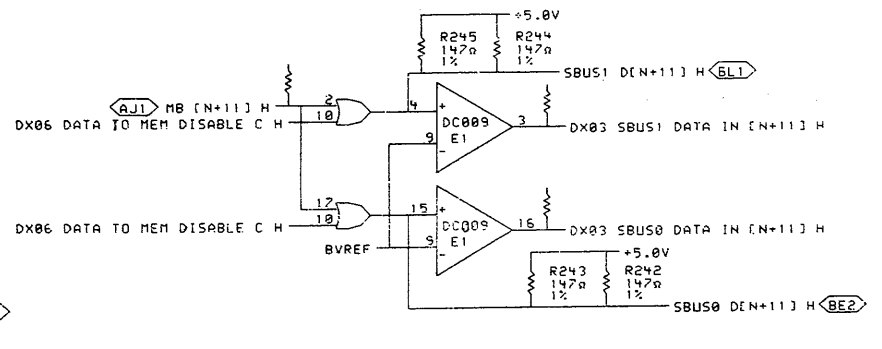 +5.0V
R245 R244
147Ω 147Ω
1% 1%
SBUS1 D[N+11] H BL1
AJ1 MB [N+11] H 2 4 +
DX06 DATA TO MEM DISABLE C H 10
DC009 3 DX03 SBUS1 DATA IN [N+11] H
9 E1
-
17 15 +
DX06 DATA TO MEM DISABLE C H 10
DC009 16 DX03 SBUS0 DATA IN [N+11] H
BVREF 9 E1
-
+5.0V
R243 R242
147Ω 147Ω
1% 1%
SBUS0 D[N+11] H BE2